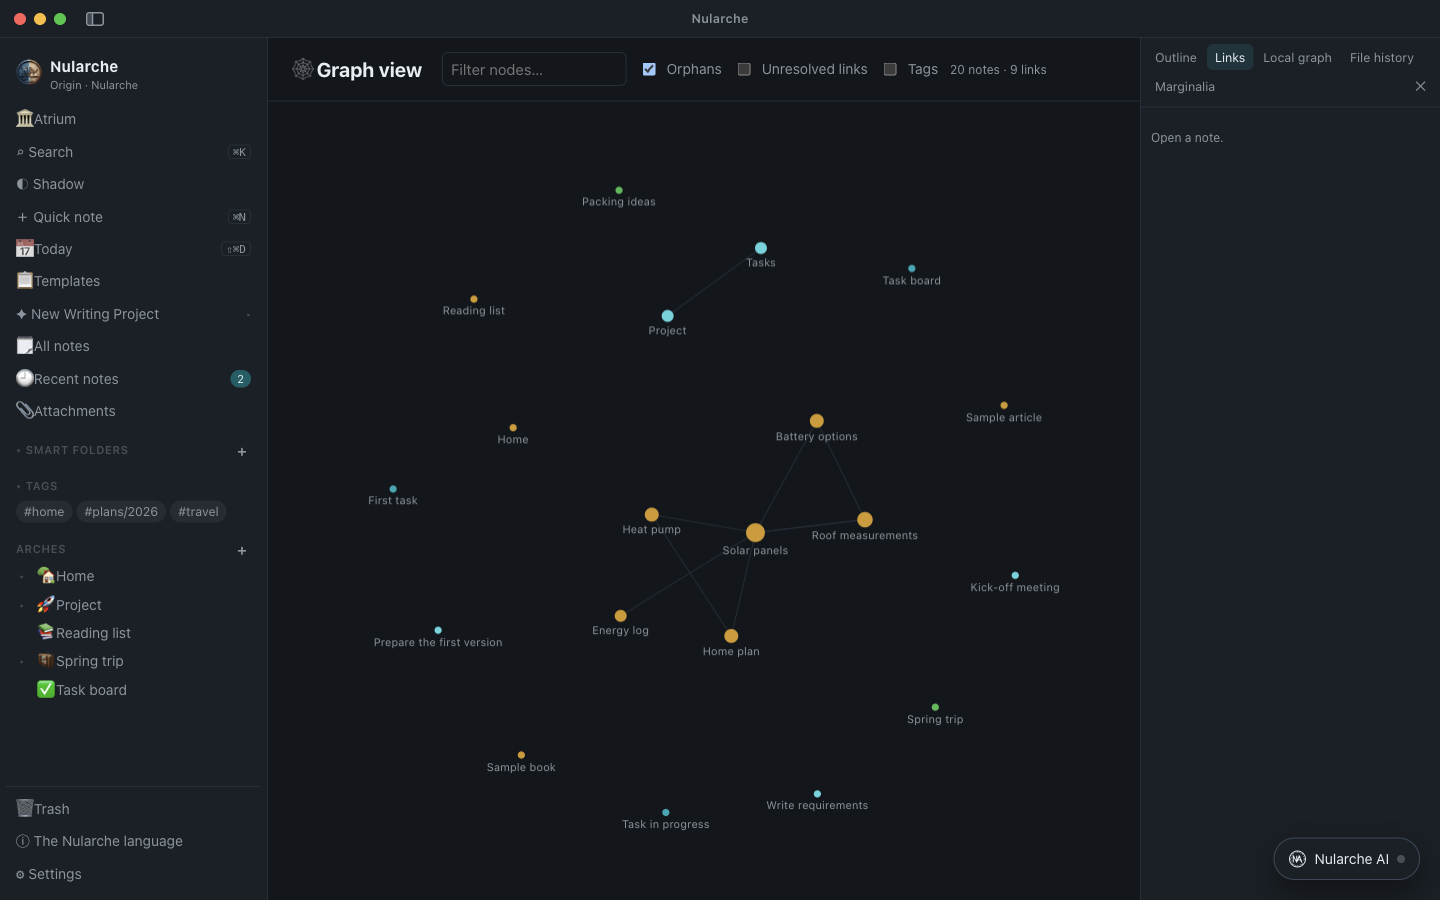 Nularche
Nularche
Origin · Nularche
Atrium
Search ⌘K
Shadow
+ Quick note ⌘N
Today ⇧⌘D
Templates
New Writing Project
All notes
Recent notes 2
Attachments
SMART FOLDERS +
TAGS
#home #plans/2026 #travel
ARCHES +
Home
Project
Reading list
Spring trip
Task board
Trash
The Nularche language
Settings
Graph view
Filter nodes...
Orphans
Unresolved links
Tags
20 notes · 9 links
Packing ideas
Tasks
Task board
Reading list
Project
Sample article
Battery options
Home
First task
Heat pump
Solar panels
Roof measurements
Kick-off meeting
Energy log
Prepare the first version
Home plan
Spring trip
Sample book
Write requirements
Task in progress
Outline Links Local graph File history
Marginalia
Open a note.
Nularche AI